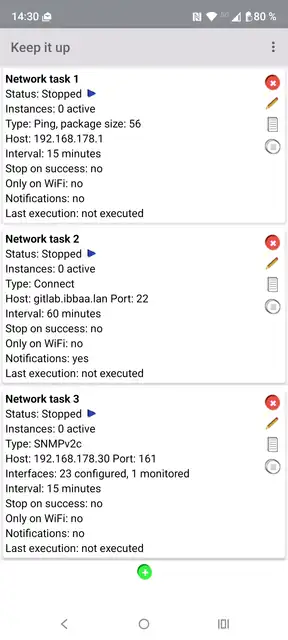 14:30
80 %
Keep it up
Network task 1
Status: Stopped
Instances: 0 active
Type: Ping, package size: 56
Host: 192.168.178.1
Interval: 15 minutes
Stop on success: no
Only on WiFi: no
Notifications: no
Last execution: not executed
Network task 2
Status: Stopped
Instances: 0 active
Type: Connect
Host: gitlab.ibbaa.lan Port: 22
Interval: 60 minutes
Stop on success: no
Only on WiFi: no
Notifications: yes
Last execution: not executed
Network task 3
Status: Stopped
Instances: 0 active
Type: SNMPv2c
Host: 192.168.178.30 Port: 161
Interfaces: 23 configured, 1 monitored
Interval: 15 minutes
Stop on success: no
Only on WiFi: no
Notifications: no
Last execution: not executed